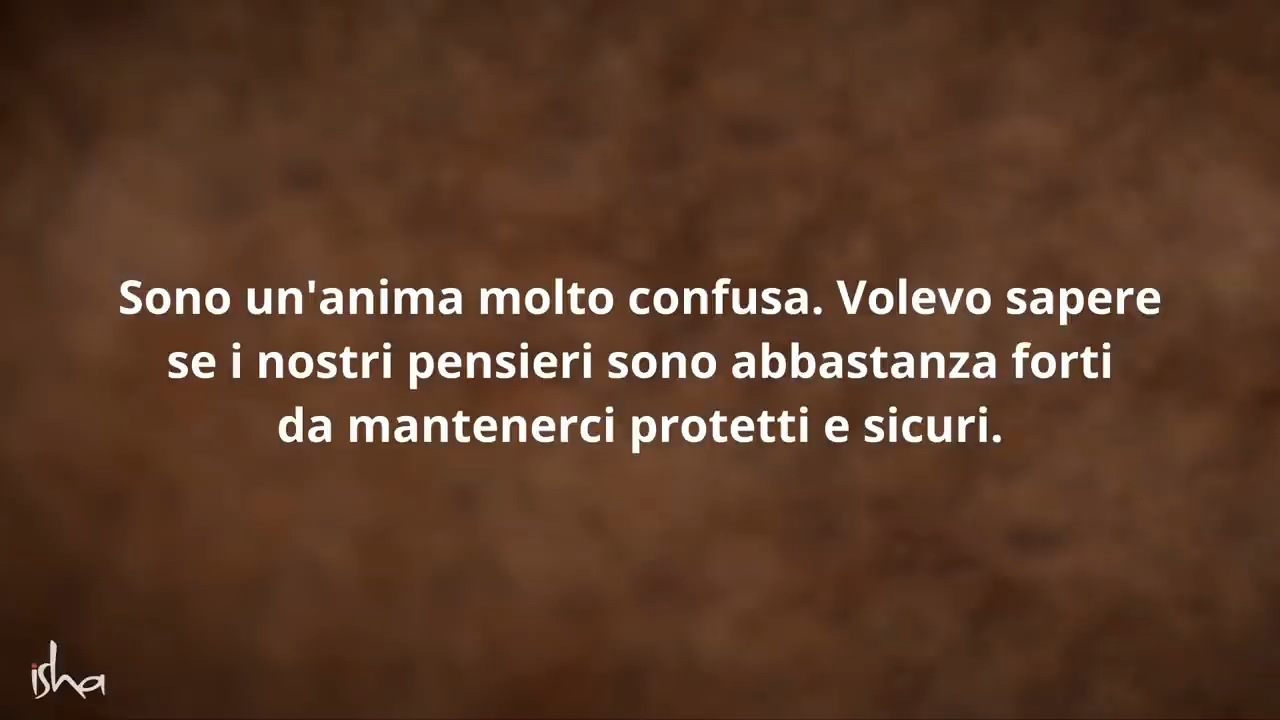 Sono un'anima molto confusa. Volevo sapere
se i nostri pensieri sono abbastanza forti
da mantenerci protetti e sicuri.
isha